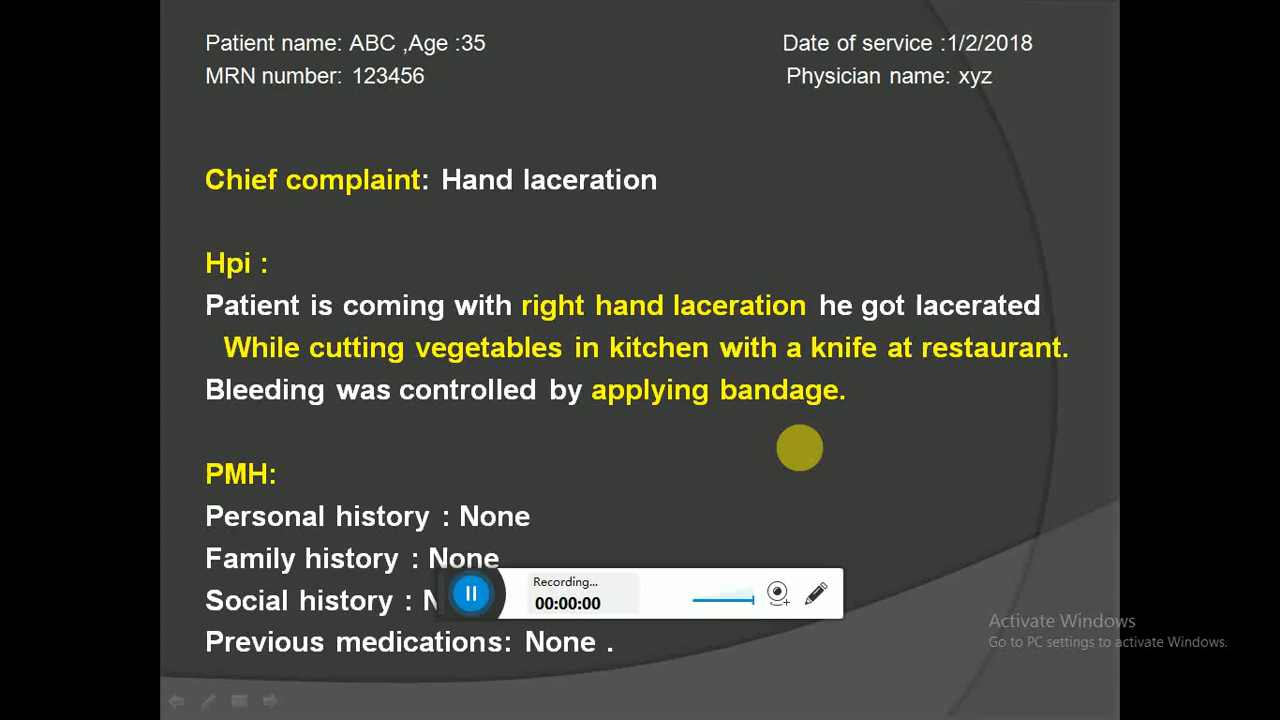 Patient name: ABC ,Age :35 Date of service :1/2/2018
MRN number: 123456 Physician name: xyz
Chief complaint: Hand laceration
Hpi :
Patient is coming with right hand laceration he got lacerated
While cutting vegetables in kitchen with a knife at restaurant.
Bleeding was controlled by applying bandage.
PMH:
Personal history : None
Family history : None
Recording...
Social history :
00:00:00
Activate Windows
Go to PC settings to activate Windows.
Previous medications: None .